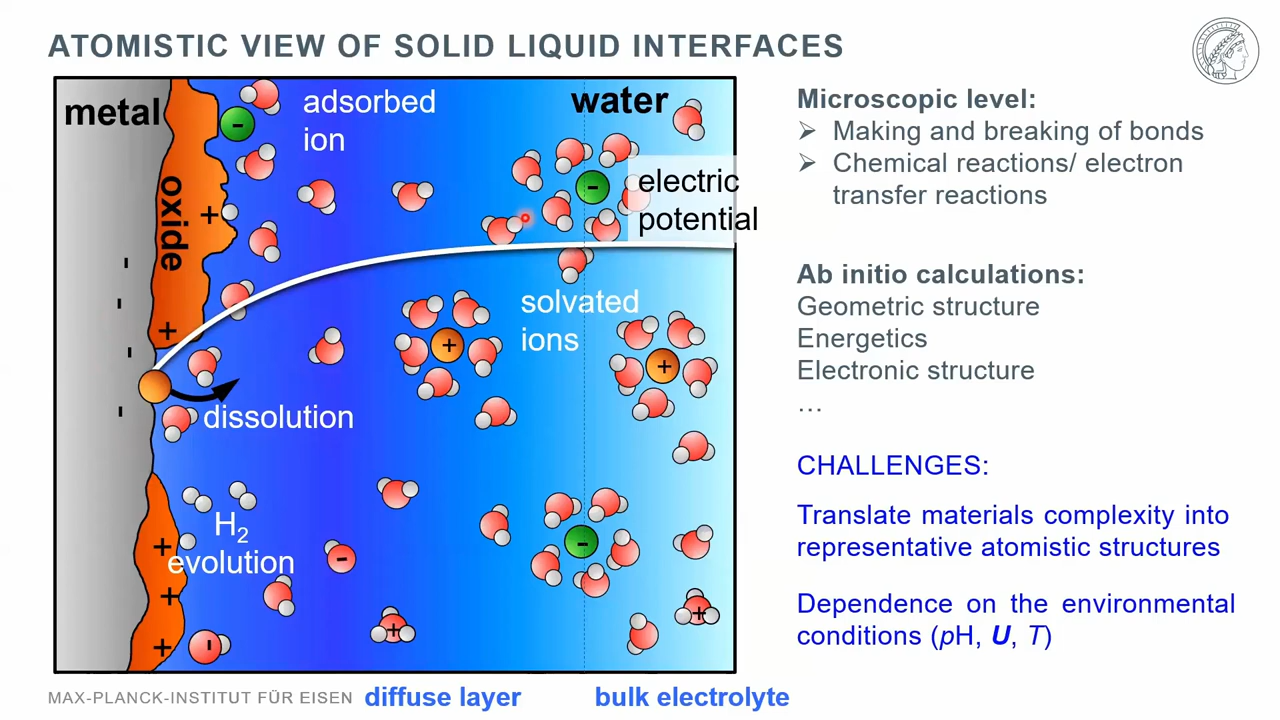 ATOMISTIC VIEW OF SOLID LIQUID INTERFACES
metal
oxide
adsorbed
ion
water
electric
potential
solvated
ions
dissolution
H2
evolution
-
-
-
-
-
-
-
-
-
+
+
+
+
+
+
+
+
+
diffuse layer
bulk electrolyte
Microscopic level:
➢ Making and breaking of bonds
➢ Chemical reactions/ electron
transfer reactions
Ab initio calculations:
Geometric structure
Energetics
Electronic structure
…
CHALLENGES:
Translate materials complexity into
representative atomistic structures
Dependence on the environmental
conditions (pH, U, T)
MAX-PLANCK-INSTITUT FÜR EISEN